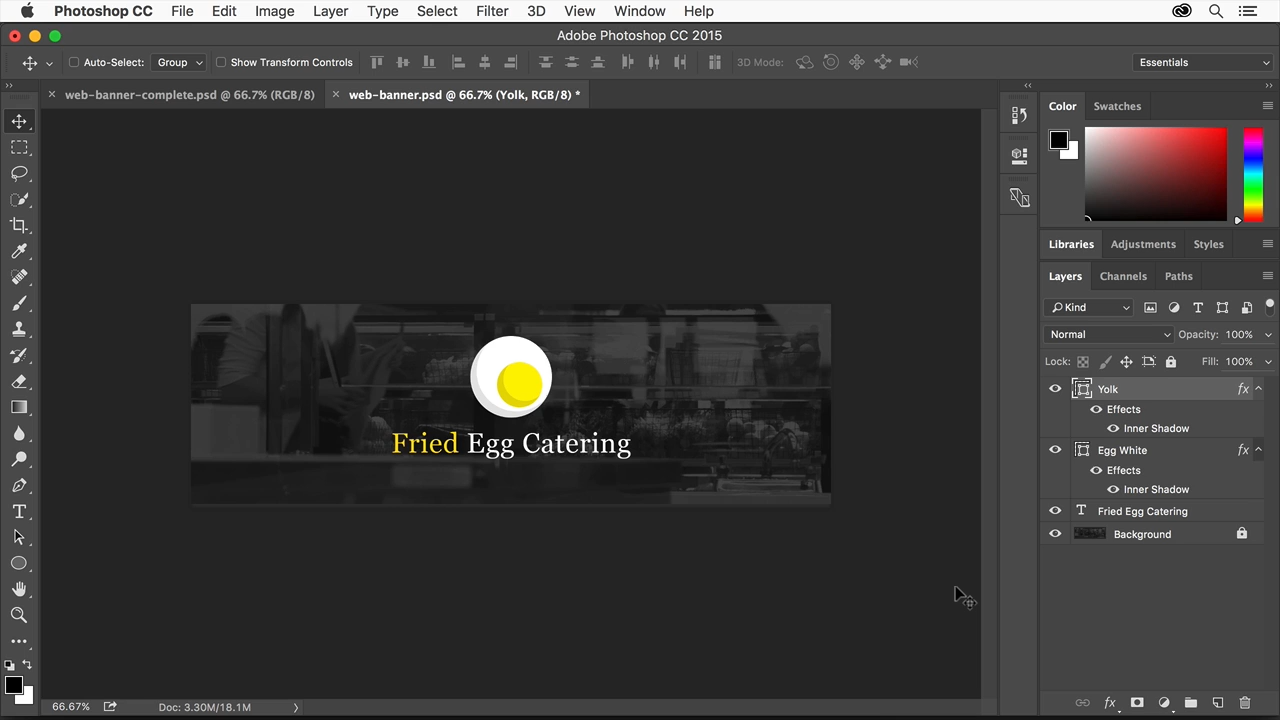 Photoshop CC File Edit Image Layer Type Select Filter 3D View Window Help
Adobe Photoshop CC 2015
Auto-Select: Group Show Transform Controls 3D Mode: Essentials
web-banner-complete.psd @ 66.7% (RGB/8) web-banner.psd @ 66.7% (Yolk, RGB/8) *
Color Swatches
Libraries Adjustments Styles
Layers Channels Paths
Kind
Normal Opacity: 100%
Lock: Fill: 100%
Yolk fx
Effects
Inner Shadow
Egg White fx
Effects
Inner Shadow
T Fried Egg Catering
Background
Fried Egg Catering
66.67% Doc: 3.30M/18.1M
fx